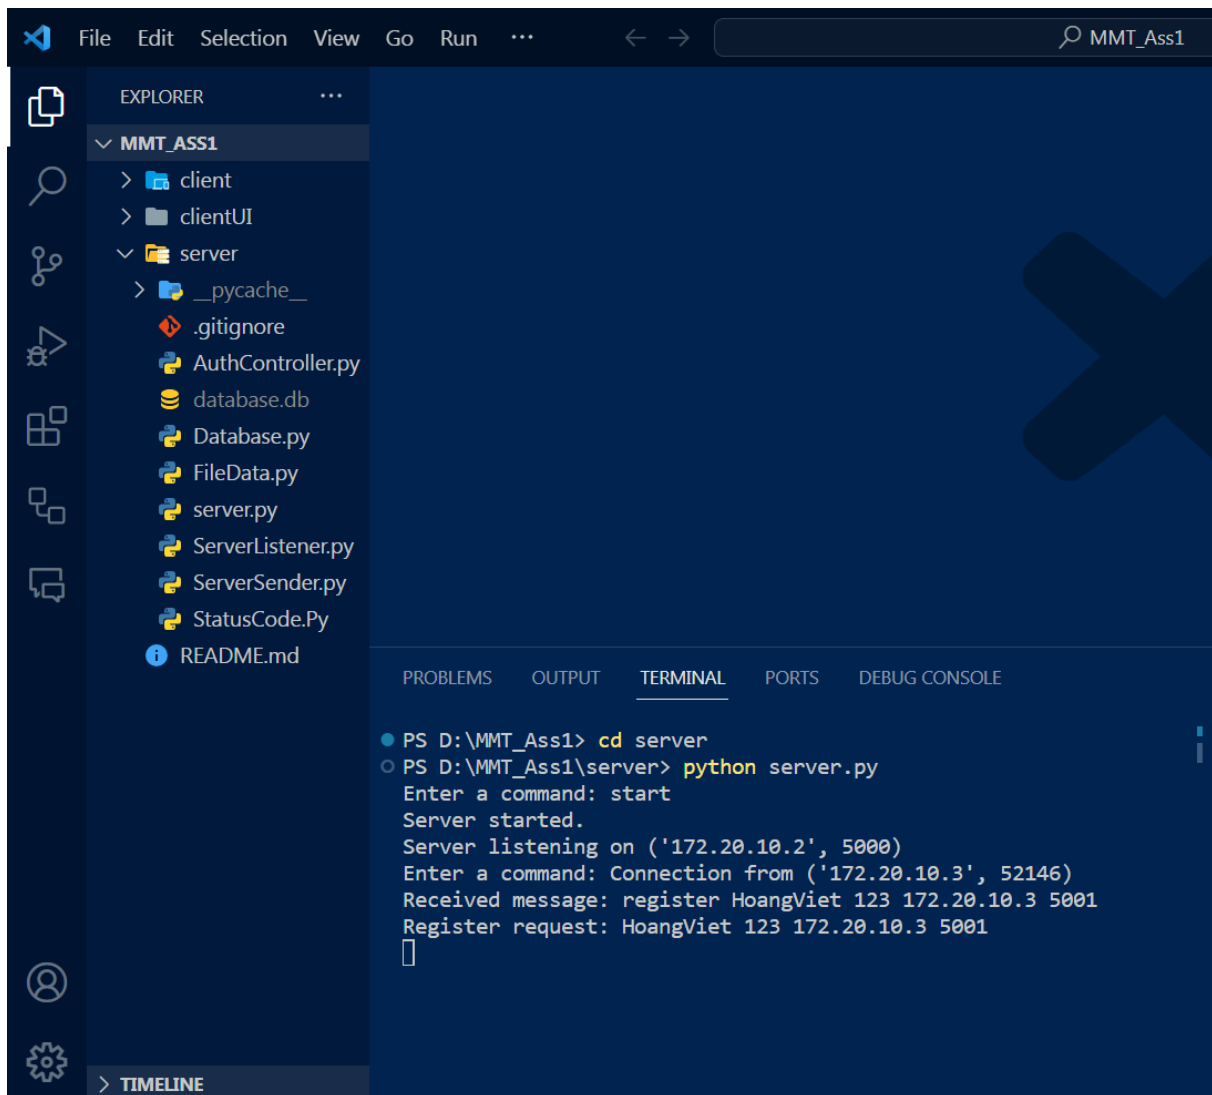 File Edit Selection View Go Run ··· MMT_Ass1
EXPLORER ···
MMT_ASS1
client
clientUI
server
__pycache__
.gitignore
AuthController.py
database.db
Database.py
FileData.py
server.py
ServerListener.py
ServerSender.py
StatusCode.Py
README.md
TIMELINE
PROBLEMS OUTPUT TERMINAL PORTS DEBUG CONSOLE
PS D:\MMT_Ass1> cd server
PS D:\MMT_Ass1\server> python server.py
Enter a command: start
Server started.
Server listening on ('172.20.10.2', 5000)
Enter a command: Connection from ('172.20.10.3', 52146)
Received message: register HoangViet 123 172.20.10.3 5001
Register request: HoangViet 123 172.20.10.3 5001